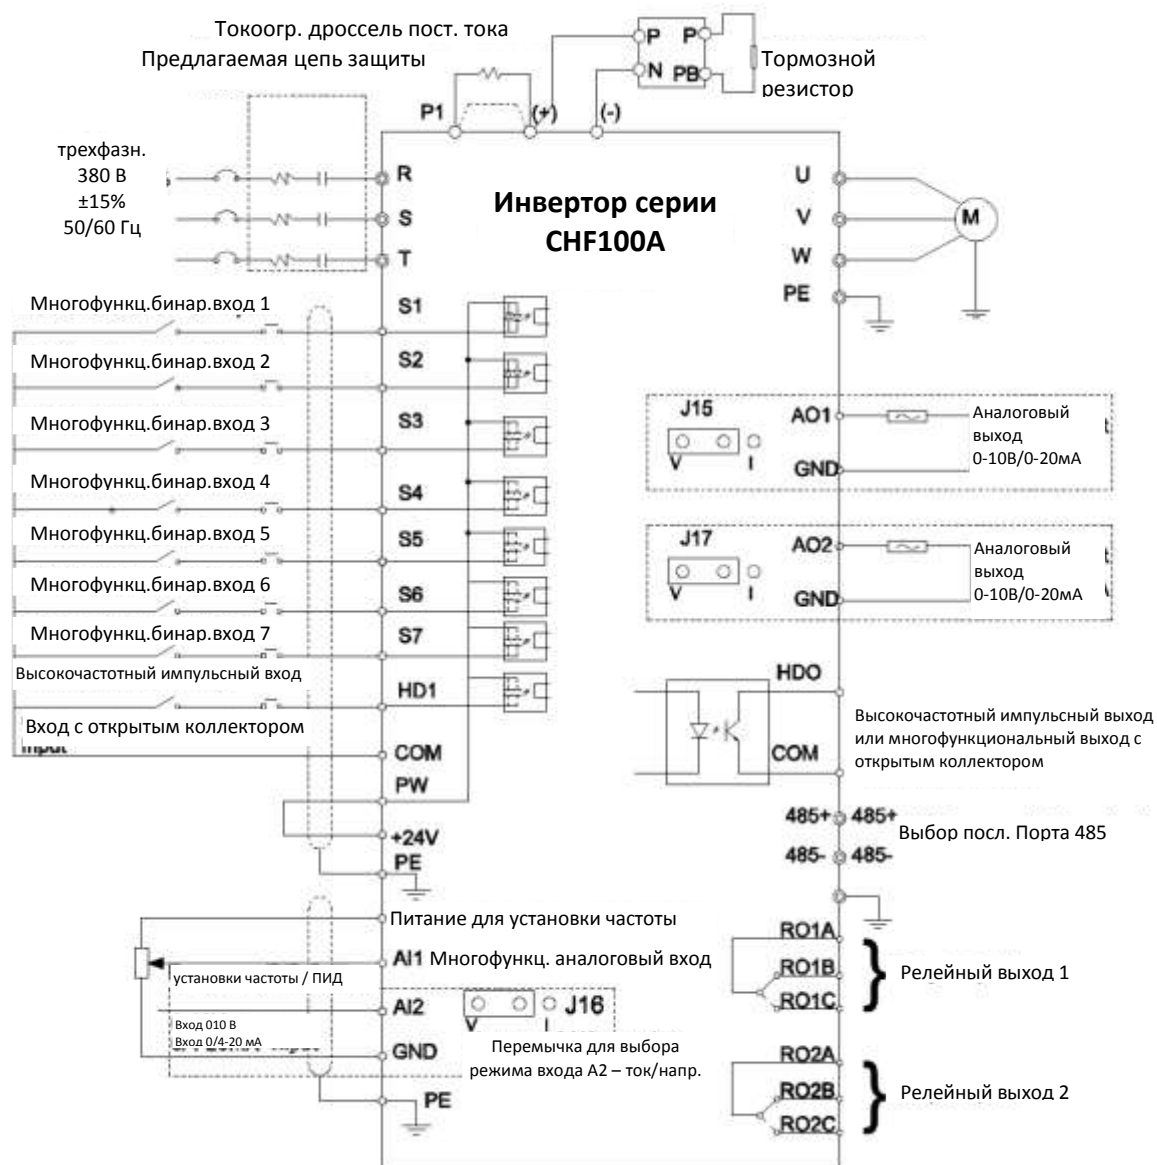 Токоогр. дроссель пост. тока
Предлагаемая цепь защиты
P P
N PB
Тормозной
резистор
P1 (+) (-)
трехфазн.
380 В
±15%
50/60 Гц
R
S
T
Инвертор серии
CHF100A
U
V
W
PE
M
Многофункц.бинар.вход 1
S1
Многофункц.бинар.вход 2
S2
Многофункц.бинар.вход 3
S3
Многофункц.бинар.вход 4
S4
Многофункц.бинар.вход 5
S5
Многофункц.бинар.вход 6
S6
Многофункц.бинар.вход 7
S7
Высокочастотный импульсный вход
HD1
Вход с открытым коллектором
COM
PW
+24V
PE
J15
V I
AO1
GND
Аналоговый
выход
0-10В/0-20мА
J17
V I
AO2
GND
Аналоговый
выход
0-10В/0-20мА
HDO
COM
Высокочастотный импульсный выход
или многофункциональный выход с
открытым коллектором
485+ 485+
485- 485-
Выбор посл. Порта 485
Питание для установки частоты
AI1 Многофункц. аналоговый вход
установки частоты / ПИД
AI2
J16
V I
Вход 010 В
Вход 0/4-20 мА
GND
Перемычка для выбора
режима входа А2 – ток/напр.
PE
RO1A
RO1B
RO1C
Релейный выход 1
RO2A
RO2B
RO2C
Релейный выход 2